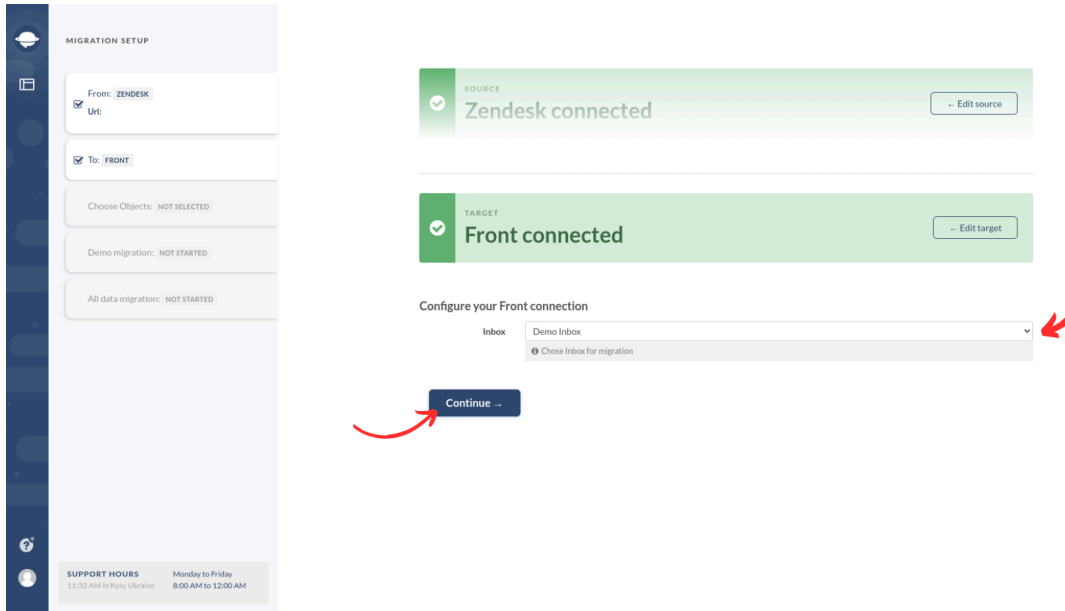 MIGRATION SETUP
From: ZENDESK
Url:
To: FRONT
Choose Objects: NOT SELECTED
Demo migration: NOT STARTED
All data migration: NOT STARTED
SUPPORT HOURS
11:32 AM in Kyiv, Ukraine
Monday to Friday
8:00 AM to 12:00 AM
SOURCE
Zendesk connected
← Edit source
TARGET
Front connected
← Edit target
Configure your Front connection
Inbox
Demo Inbox
Chose Inbox for migration
Continue →